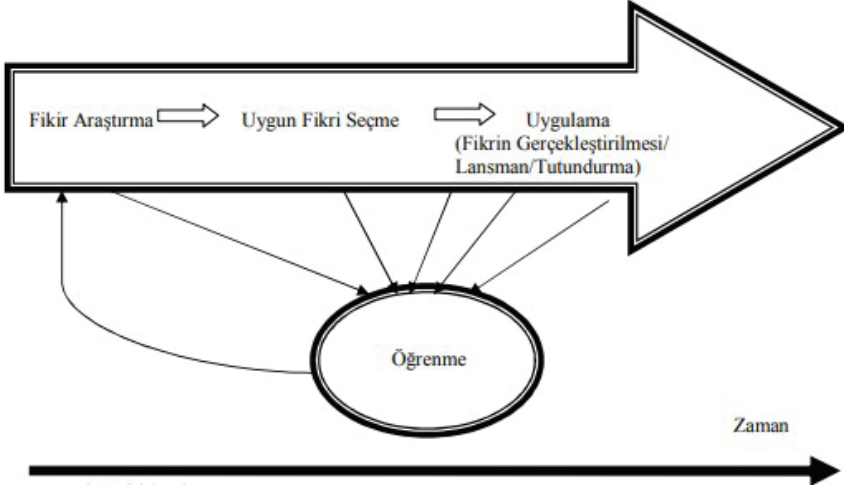 Fikir Araştırma
Uygun Fikri Seçme
Uygulama
(Fikrin Gerçekleştirilmesi/
Lansman/Tutundurma)
Öğrenme
Zaman